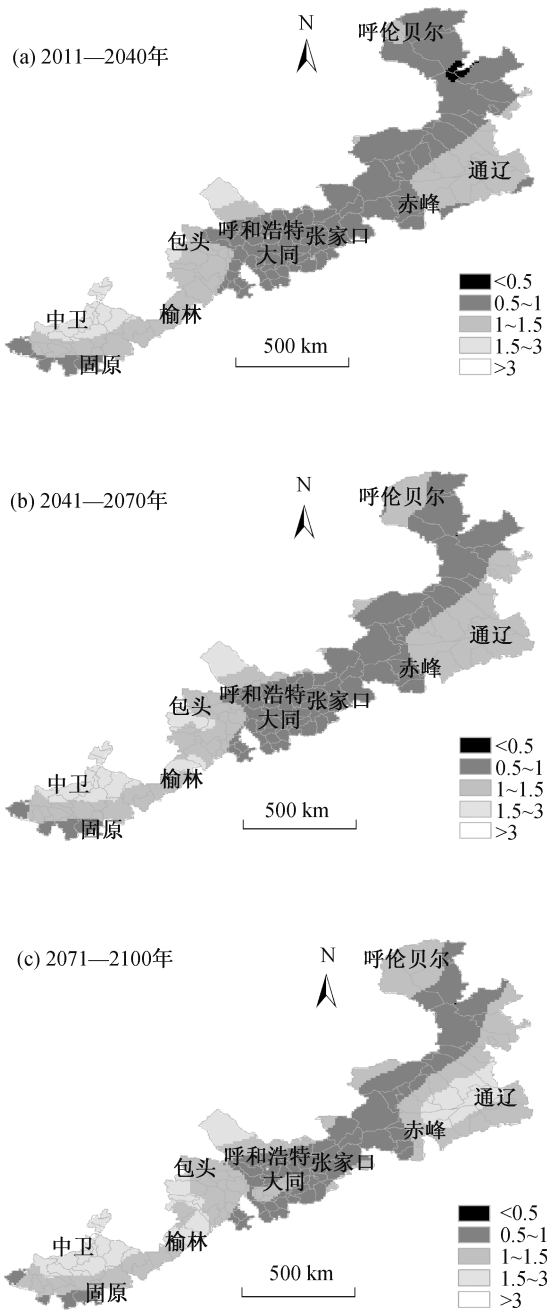 N
呼伦贝尔
(a) 2011—2040年
通辽
赤峰
呼和浩特
张家口
包头
大同
榆林
中卫
固原
500 km
<0.5
0.5~1
1~1.5
1.5~3
>3
N
呼伦贝尔
(b) 2041—2070年
通辽
赤峰
呼和浩特
张家口
包头
大同
榆林
中卫
固原
500 km
<0.5
0.5~1
1~1.5
1.5~3
>3
N
呼伦贝尔
(c) 2071—2100年
通辽
赤峰
呼和浩特
张家口
包头
大同
榆林
中卫
固原
500 km
<0.5
0.5~1
1~1.5
1.5~3
>3